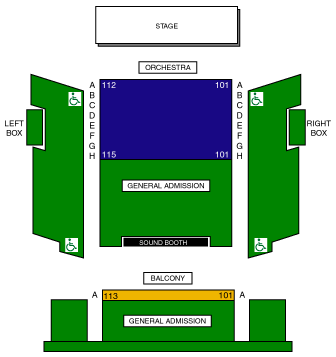 STAGE
ORCHESTRA
A 112 101 A
B B
C C
D D
E E
F F
G G
H 115 101 H
LEFT BOX
RIGHT BOX
GENERAL ADMISSION
SOUND BOOTH
BALCONY
A 113 101 A
GENERAL ADMISSION